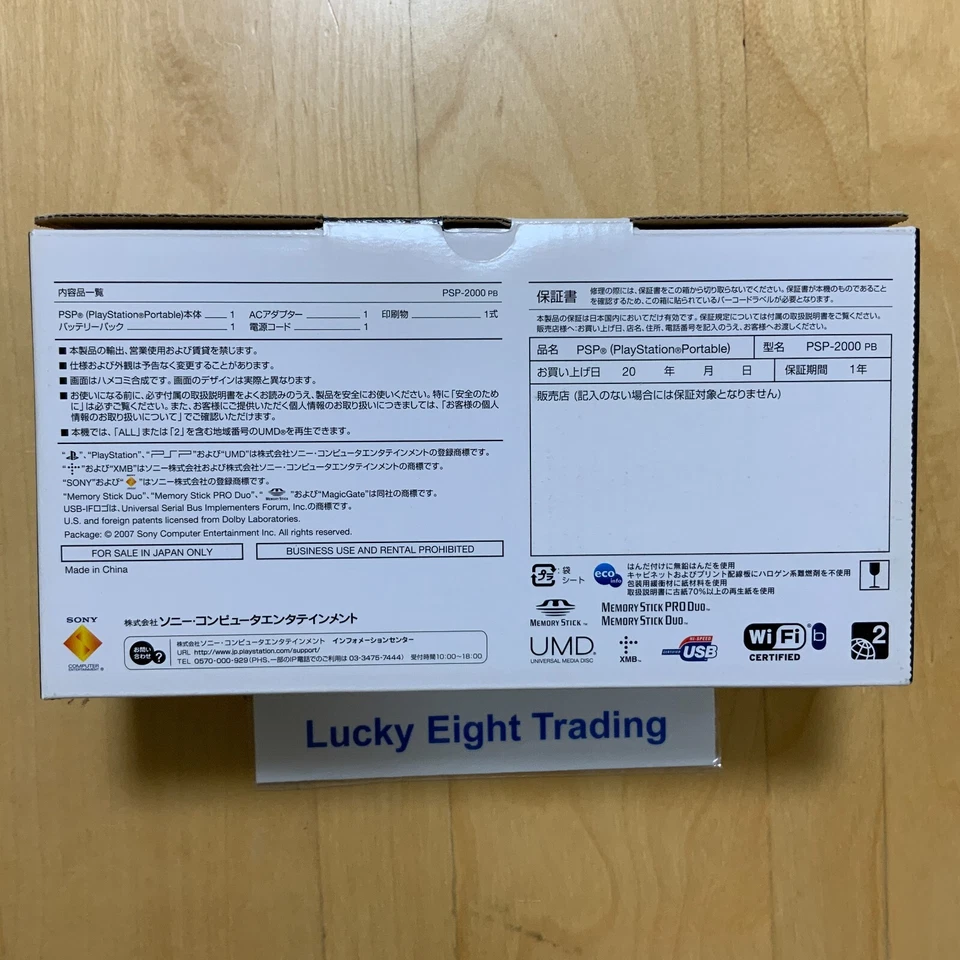 内容品一覧 PSP-2000 PB
PSP® (PlayStation®Portable)本体 1 ACアダプター 1 印刷物 1式
バッテリーパック 1 電源コード 1
■ 本製品の輸出、営業使用および賃貸を禁じます。
■ 仕様および外観は予告なく変更することがあります。
■ 画面はハメコミ合成です。画面のデザインは実際と異なります。
■ お使いになる前に、必ず付属の取扱説明書をよくお読みのうえ、製品を安全にお使いください。特に「安全のため
に」は必ずご覧ください。また、お客様にご提供いただく個人情報のお取り扱いにつきましては、「お客様の個人
情報のお取り扱いについて」でご確認いただけます。
■ 本機では、「ALL」または「2」を含む地域番号のUMD®を再生できます。
“ ”、“PlayStation”、“PSP”および“UMD”は株式会社ソニー・コンピュータエンタテインメントの登録商標です。
“ ”および“XMB”はソニー株式会社および株式会社ソニー・コンピュータエンタテインメントの商標です。
“SONY”および“ ”はソニー株式会社の登録商標です。
“Memory Stick Duo”、“Memory Stick PRO Duo”、“ MEMORY STICK ”および“MagicGate”は同社の商標です。
USB-IFロゴは、Universal Serial Bus Implementers Forum, Inc.の商標です。
U.S. and foreign patents licensed from Dolby Laboratories.
Package: © 2007 Sony Computer Entertainment Inc. All rights reserved.
FOR SALE IN JAPAN ONLY
BUSINESS USE AND RENTAL PROHIBITED
Made in China
SONY
COMPUTER
ENTERTAINMENT®
株式会社 ソニー・コンピュータエンタテインメント
お問い
合わせ ?
株式会社ソニー・コンピュータエンタテインメント インフォメーションセンター
URL http://www.jp.playstation.com/support/
TEL 0570-000-929 (PHS、一部のIP電話でのご利用は 03-3475-7444) 受付時間10:00~18:00
保証書
修理の際には、保証書をこの箱から切り取らないでください。保証書が本機のものであること
を確認するため、この箱に貼られているバーコードラベルが必要となります。
本製品の保証は日本国内においてだけ有効です。保証規定については付属の取扱説明書をご覧ください。
販売店様へ:お買い上げ日、店名、住所、電話番号を記入のうえ、お客様へお渡しください。
品名 PSP® (PlayStation®Portable) 型名 PSP-2000 PB
お買い上げ日 20 年 月 日 保証期間 1年
販売店 (記入のない場合には保証対象となりません)
プラ :袋
シート
eco
info
はんだ付けに無鉛はんだを使用
キャビネットおよびプリント配線板にハロゲン系難燃剤を不使用
包装用緩衝材に紙材料を使用
取扱説明書に古紙70%以上の再生紙を使用
MEMORY STICK™
MEMORY STICK PRO DUO™
MEMORY STICK DUO™
UMD®
UNIVERSAL MEDIA DISC
XMB™
HI-SPEED
CERTIFIED USB
Wi Fi b
CERTIFIED
2
Lucky Eight Trading